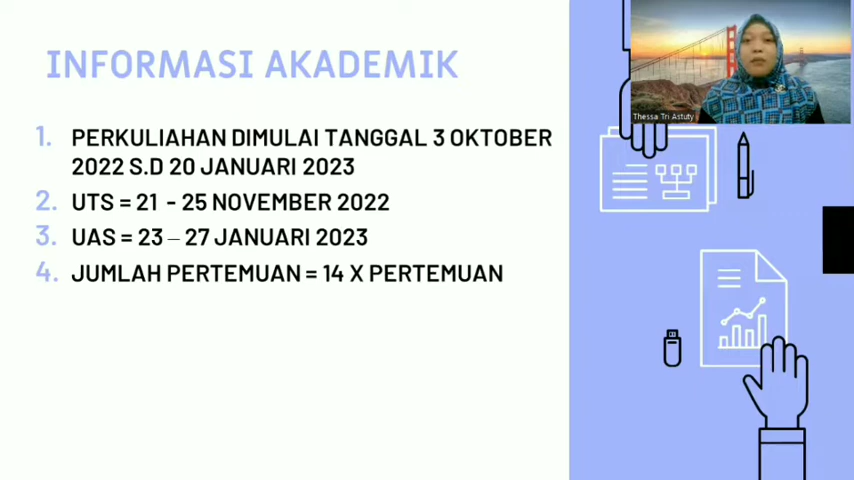 INFORMASI AKADEMIK
1. PERKULIAHAN DIMULAI TANGGAL 3 OKTOBER
2022 S.D 20 JANUARI 2023
2. UTS = 21 - 25 NOVEMBER 2022
3. UAS = 23 – 27 JANUARI 2023
4. JUMLAH PERTEMUAN = 14 X PERTEMUAN
Thessa Tri Astuty